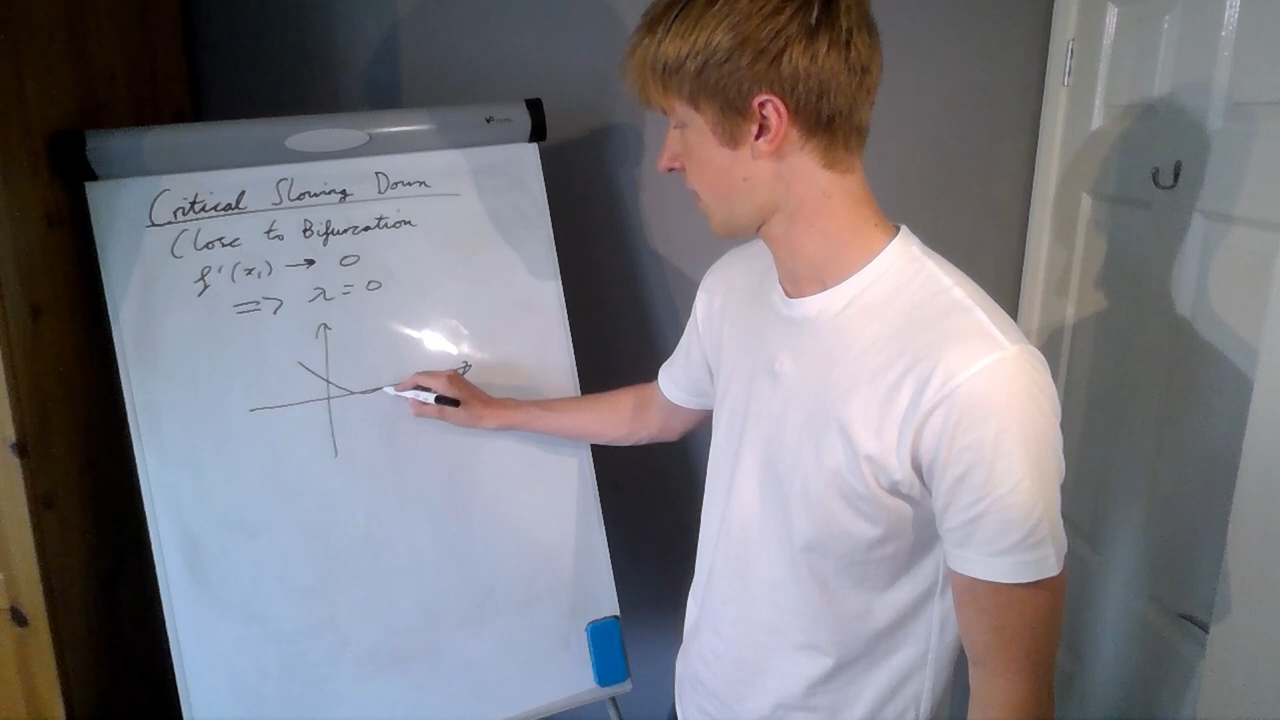 Critical Slowing Down
Close to Bifurcation
f'(x₁) → 0
=> λ = 0